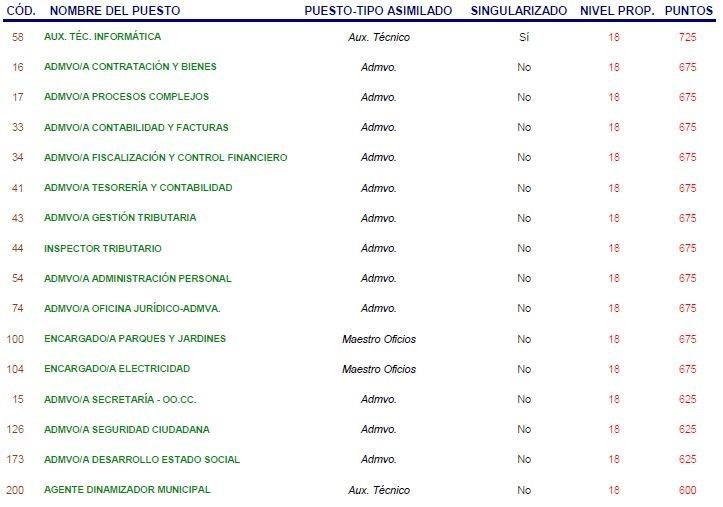 CÓD. NOMBRE DEL PUESTO PUESTO-TIPO ASIMILADO SINGULARIZADO NIVEL PROP. PUNTOS
58 AUX. TÉC. INFORMÁTICA Aux. Técnico Sí 18 725
16 ADMVO/A CONTRATACIÓN Y BIENES Admvo. No 18 675
17 ADMVO/A PROCESOS COMPLEJOS Admvo. No 18 675
33 ADMVO/A CONTABILIDAD Y FACTURAS Admvo. No 18 675
34 ADMVO/A FISCALIZACIÓN Y CONTROL FINANCIERO Admvo. No 18 675
41 ADMVO/A TESORERÍA Y CONTABILIDAD Admvo. No 18 675
43 ADMVO/A GESTIÓN TRIBUTARIA Admvo. No 18 675
44 INSPECTOR TRIBUTARIO Admvo. No 18 675
54 ADMVO/A ADMINISTRACIÓN PERSONAL Admvo. No 18 675
74 ADMVO/A OFICINA JURÍDICO-ADMVA. Admvo. No 18 675
100 ENCARGADO/A PARQUES Y JARDINES Maestro Oficios No 18 675
104 ENCARGADO/A ELECTRICIDAD Maestro Oficios No 18 675
15 ADMVO/A SECRETARÍA - OO.CC. Admvo. No 18 625
126 ADMVO/A SEGURIDAD CIUDADANA Admvo. No 18 625
173 ADMVO/A DESARROLLO ESTADO SOCIAL Admvo. No 18 625
200 AGENTE DINAMIZADOR MUNICIPAL Aux. Técnico No 18 600